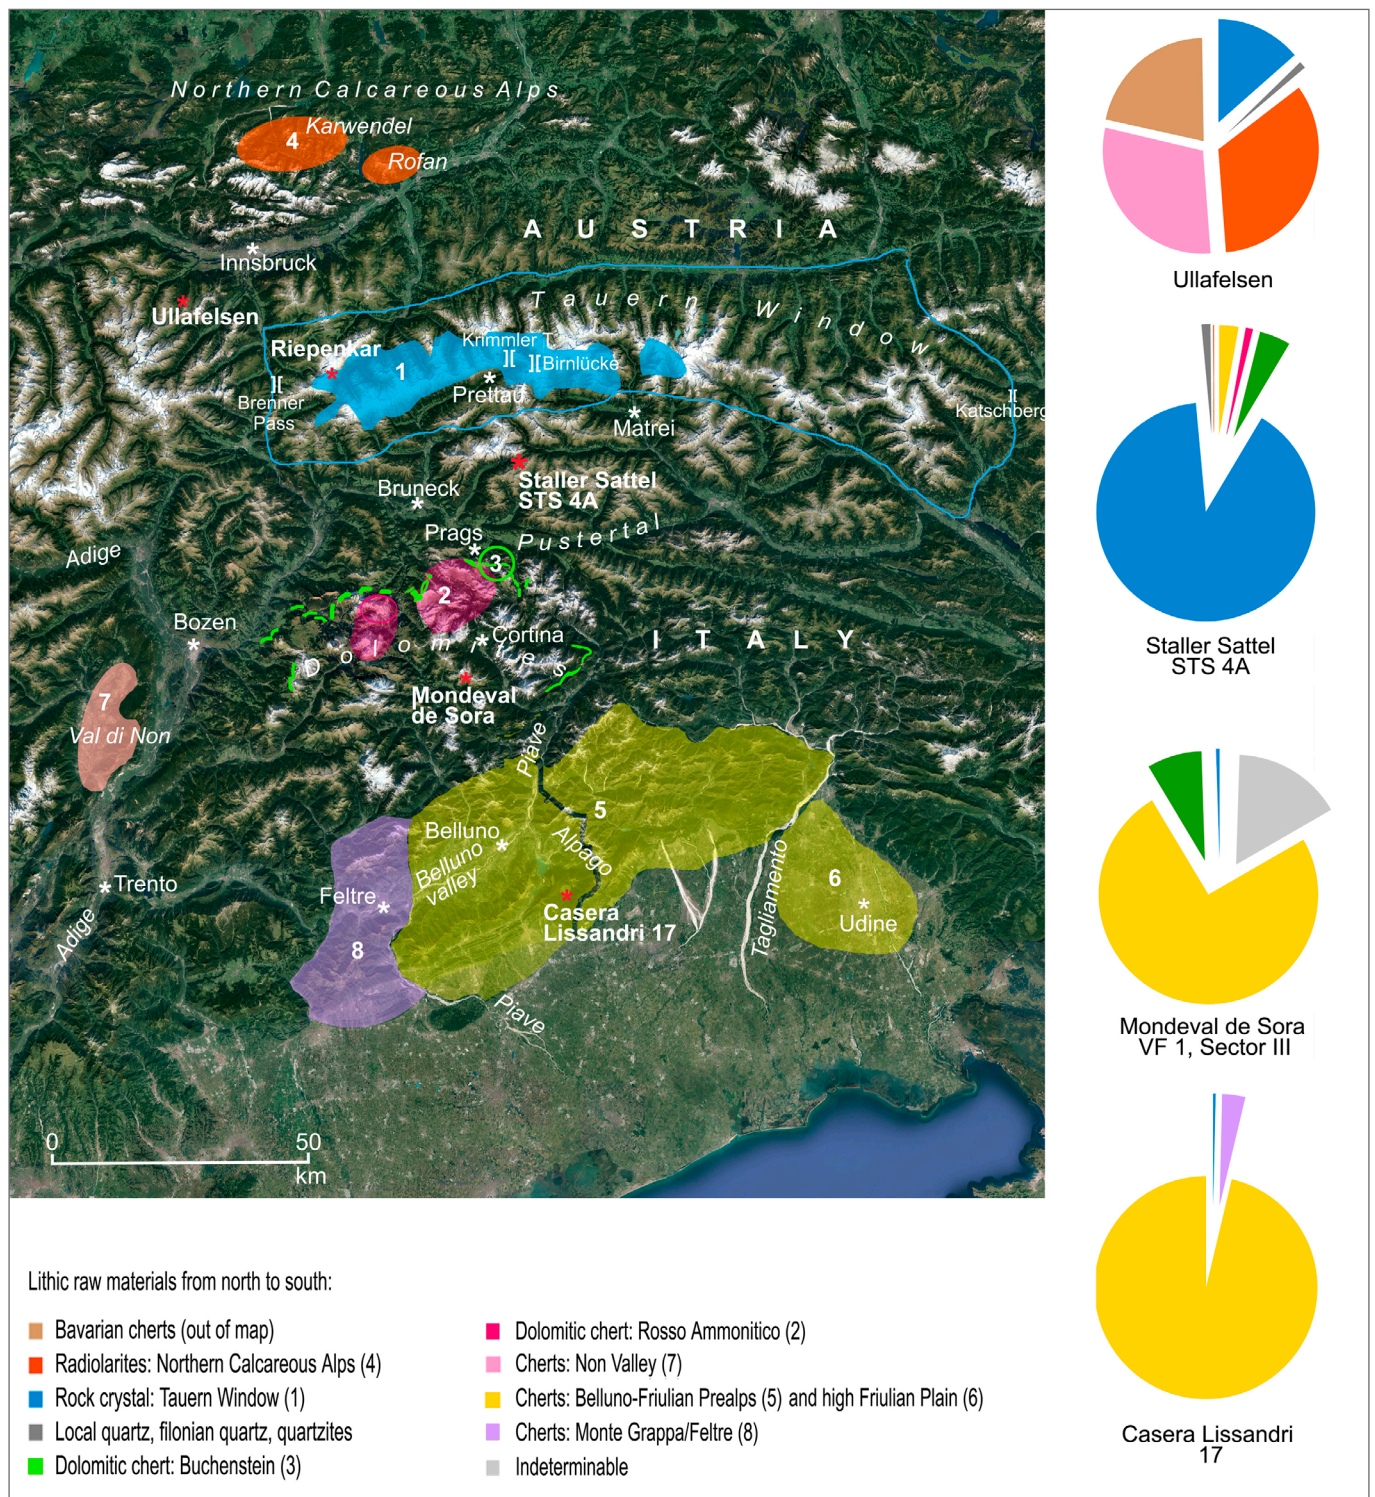 Northern Calcareous Alps
Karwendel
4
Rofan
AUSTRIA
Innsbruck
Ullafelsen
Tauern Window
Riepenkar
Krimmler T.
1
][
][Birnlücke
][
Brenner
Pass
Prettau
][
Katschberg
Matrei
Staller Sattel
STS 4A
Bruneck
Prags
Pustertal
3
Adige
2
Bozen
Cortina
ITALY
Dolomites
Mondeval
de Sora
7
Val di Non
Piave
5
Belluno
Alpago
Belluno
valley
Tagliamento
6
Trento
Feltre
Casera
Lissandri 17
Udine
Adige
8
Piave
0
50
km
Ullafelsen
Staller Sattel
STS 4A
Mondeval de Sora
VF 1, Sector III
Casera Lissandri
17
Lithic raw materials from north to south:
Bavarian cherts (out of map)
Radiolarites: Northern Calcareous Alps (4)
Rock crystal: Tauern Window (1)
Local quartz, filonian quartz, quartzites
Dolomitic chert: Buchenstein (3)
Dolomitic chert: Rosso Ammonitico (2)
Cherts: Non Valley (7)
Cherts: Belluno-Friulian Prealps (5) and high Friulian Plain (6)
Cherts: Monte Grappa/Feltre (8)
Indeterminable